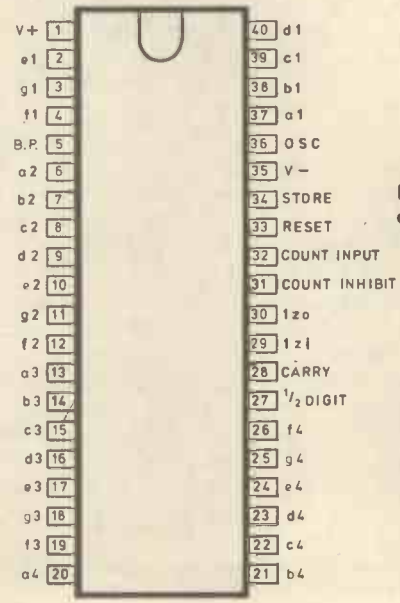 V+ 1 40 d1
e1 2 39 c1
g1 3 38 b1
f1 4 37 a1
B.P. 5 36 OSC
a2 6 35 V-
b2 7 34 STORE
c2 8 33 RESET
d2 9 32 COUNT INPUT
e2 10 31 COUNT INHIBIT
g2 11 30 1zo
f2 12 29 1zi
a3 13 28 CARRY
b3 14 27 1/2 DIGIT
c3 15 26 f4
d3 16 25 g4
e3 17 24 e4
g3 18 23 d4
f3 19 22 c4
a4 20 21 b4